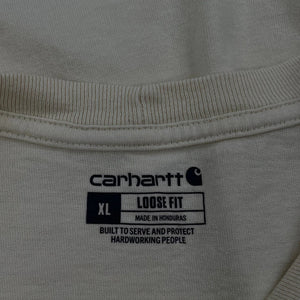 carhartt
XL LOOSE FIT
MADE IN HONDURAS
BUILT TO SERVE AND PROTECT
HARDWORKING PEOPLE